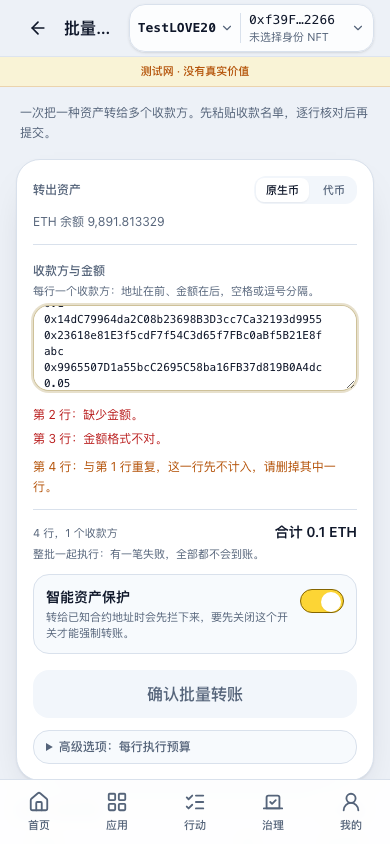 批量...
TestLOVE20
0xf39F…2266
未选择身份 NFT
测试网 · 没有真实价值
一次把一种资产转给多个收款方。先粘贴收款名单，逐行核对后再
提交。
转出资产
原生币
代币
ETH 余额 9,891.813329
收款方与金额
每行一个收款方：地址在前、金额在后，空格或逗号分隔。
0x14dC79964da2C08b23698B3D3cc7Ca32193d9955
0x23618e81E3f5cdF7f54C3d65f7FBc0aBf5B21E8f
abc
0x9965507D1a55bcC2695C58ba16FB37d819B0A4dc
0.05
第 2 行：缺少金额。
第 3 行：金额格式不对。
第 4 行：与第 1 行重复，这一行先不计入，请删掉其中一
行。
4 行，1 个收款方
合计 0.1 ETH
整批一起执行：有一笔失败，全部都不会到账。
智能资产保护
转给已知合约地址时会先拦下来，要先关闭这个开
关才能强制转账。
确认批量转账
高级选项：每行执行预算
首页
应用
行动
治理
我的